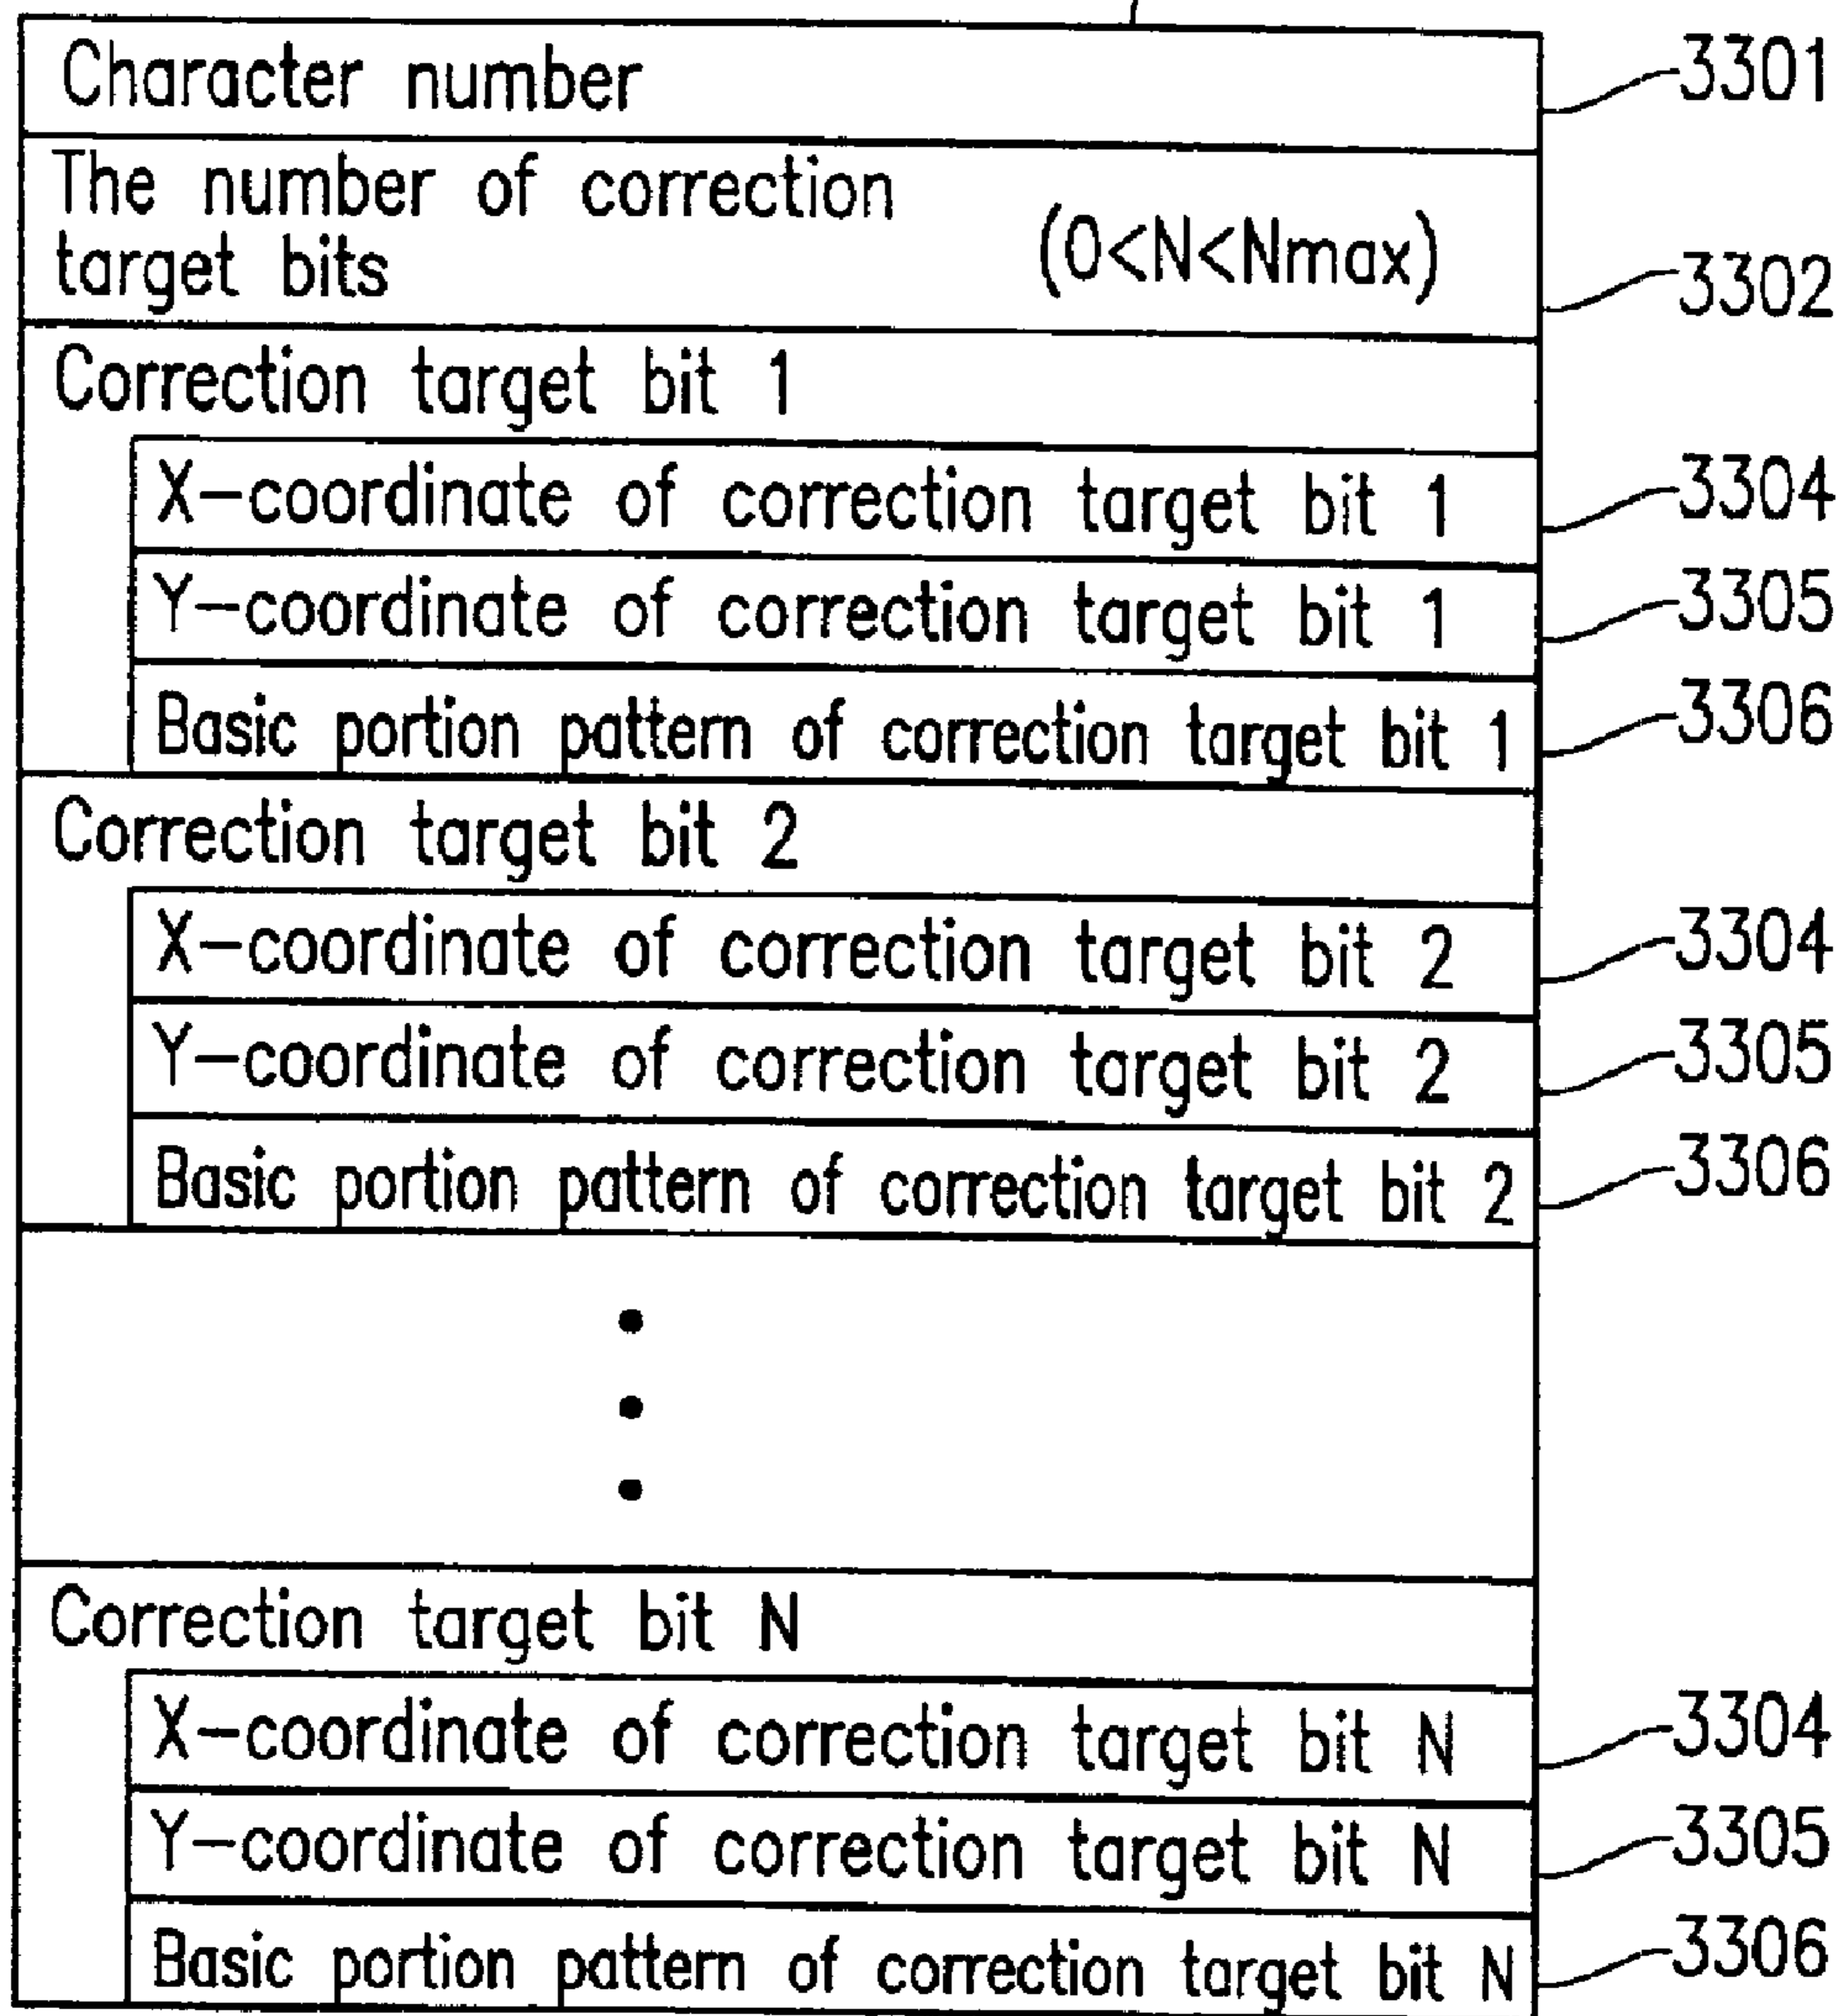 Character number 3301
The number of correction
target bits (0<N<Nmax) 3302
Correction target bit 1
X-coordinate of correction target bit 1 3304
Y-coordinate of correction target bit 1 3305
Basic portion pattern of correction target bit 1 3306
Correction target bit 2
X-coordinate of correction target bit 2 3304
Y-coordinate of correction target bit 2 3305
Basic portion pattern of correction target bit 2 3306
Correction target bit N
X-coordinate of correction target bit N 3304
Y-coordinate of correction target bit N 3305
Basic portion pattern of correction target bit N 3306